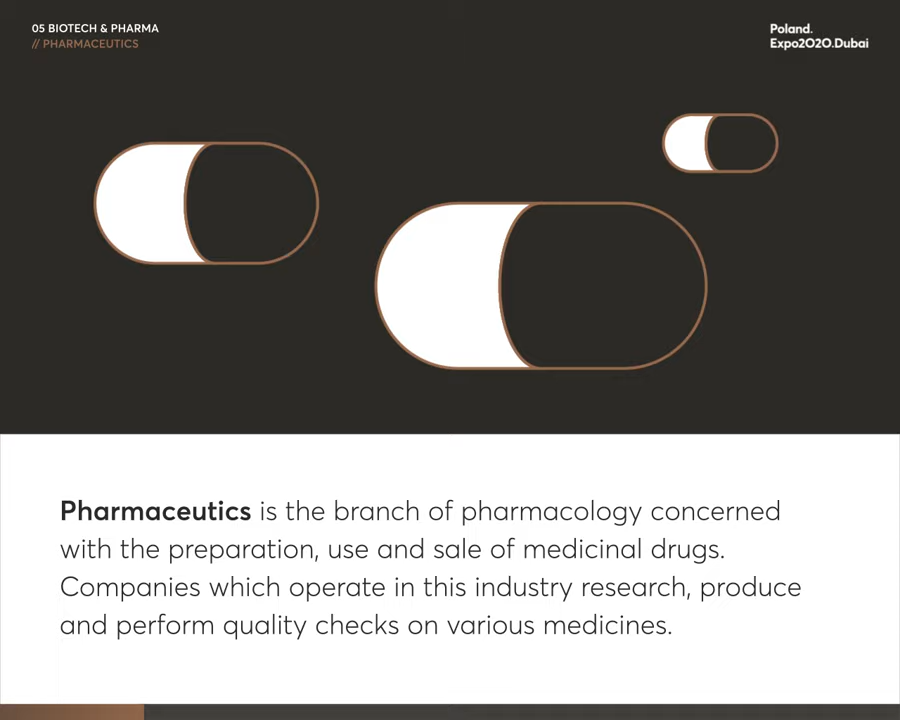 05 BIOTECH & PHARMA
// PHARMACEUTICS
Poland.
Expo2020.Dubai
Pharmaceutics is the branch of pharmacology concerned
with the preparation, use and sale of medicinal drugs.
Companies which operate in this industry research, produce
and perform quality checks on various medicines.